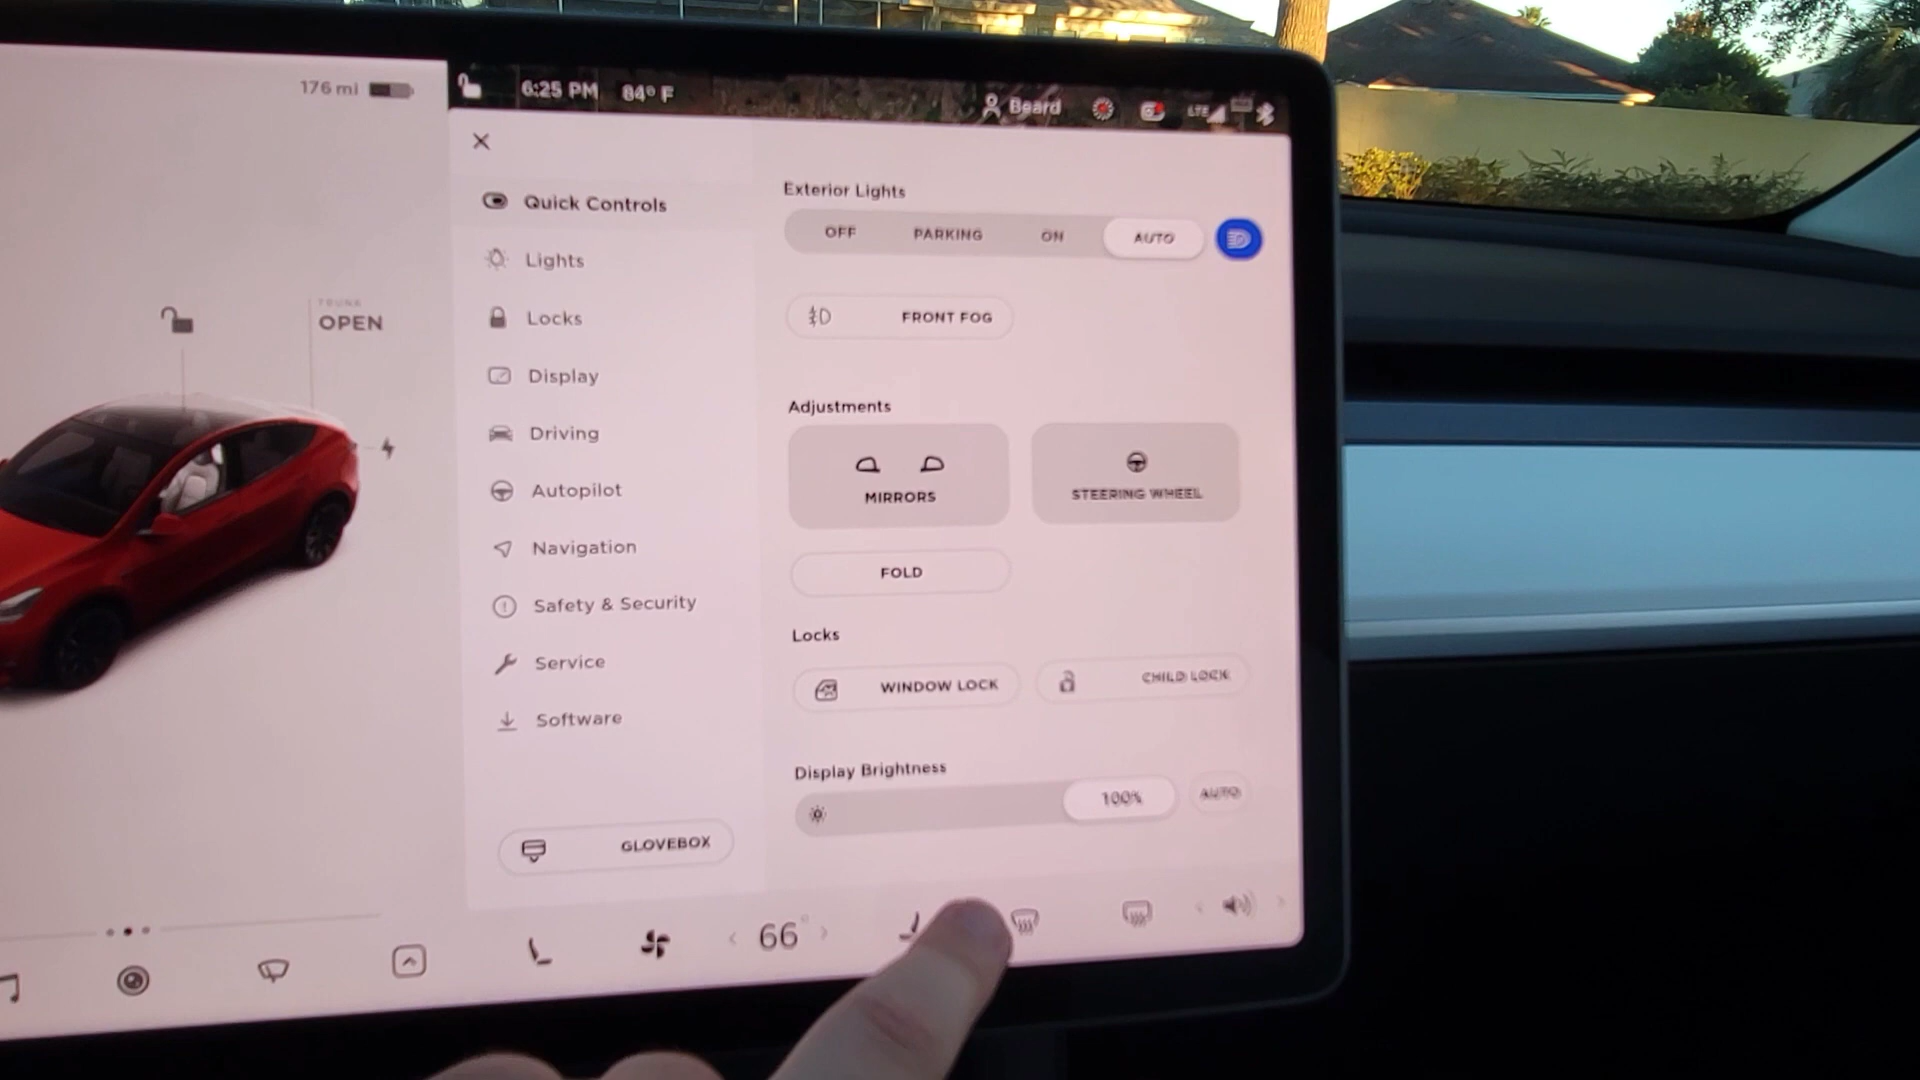 176 mi
6:25 PM 84° F
Beard
LTE
Quick Controls
Lights
Locks
Display
Driving
Autopilot
Navigation
Safety & Security
Service
Software
GLOVEBOX
TRUNK
OPEN
Exterior Lights
OFF PARKING ON AUTO
FRONT FOG
Adjustments
MIRRORS
STEERING WHEEL
FOLD
Locks
WINDOW LOCK
CHILD LOCK
Display Brightness
100%
AUTO
66°